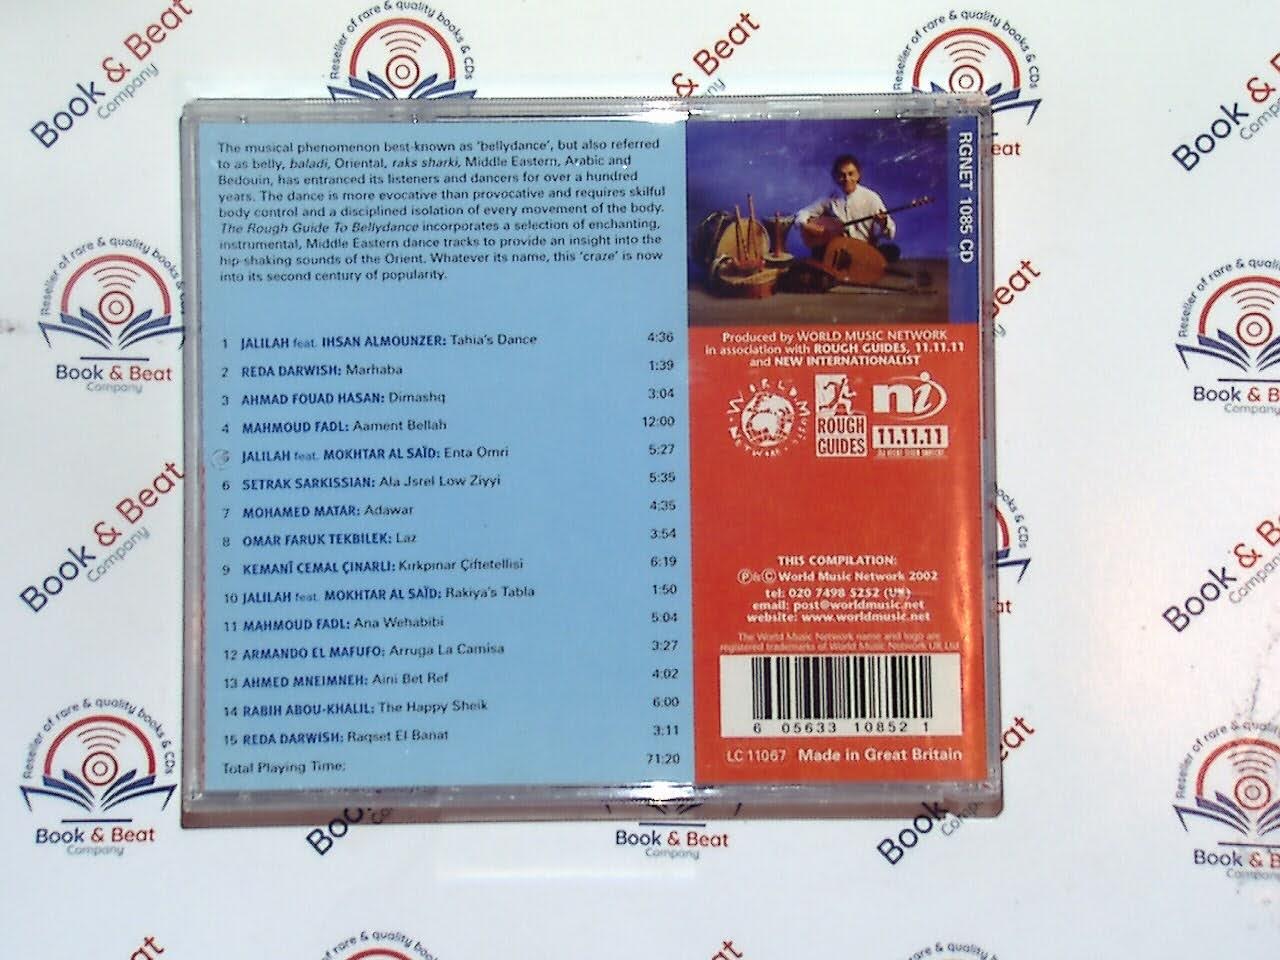 The musical phenomenon best-known as 'bellydance', but also referred
to as belly, baladi, Oriental, raks sharki, Middle Eastern, Arabic and
Bedouin, has entranced its listeners and dancers for over a hundred
years. The dance is more evocative than provocative and requires skilful
body control and a disciplined isolation of every movement of the body.
The Rough Guide To Bellydance incorporates a selection of enchanting,
instrumental, Middle Eastern dance tracks to provide an insight into the
hip-shaking sounds of the Orient. Whatever its name, this 'craze' is now
into its second century of popularity.
1 JALILAH feat. IHSAN ALMOUNZER: Tahia's Dance 4:36
2 REDA DARWISH: Marhaba 1:39
3 AHMAD FOUAD HASAN: Dimashq 3:04
4 MAHMOUD FADL: Aament Bellah 12:00
5 JALILAH feat. MOKHTAR AL SAÏD: Enta Omri 5:27
6 SETRAK SARKISSIAN: Ala Jsrel Low Ziyyi 5:35
7 MOHAMED MATAR: Adawar 4:35
8 OMAR FARUK TEKBILEK: Laz 3:54
9 KEMANÎ CEMAL ÇINARLI: Kırkpınar Çiftetellisi 6:19
10 JALILAH feat. MOKHTAR AL SAÏD: Rakiya's Tabla 1:50
11 MAHMOUD FADL: Ana Wehabibi 5:04
12 ARMANDO EL MAFUFO: Arruga La Camisa 3:27
13 AHMED MNEIMNEH: Aini Bet Ref 4:02
14 RABIH ABOU-KHALIL: The Happy Sheik 6:00
15 REDA DARWISH: Raqset El Banat 3:11
Total Playing Time: 71:20
RGNET 1085 CD
Produced by WORLD MUSIC NETWORK
in association with ROUGH GUIDES, 11.11.11
and NEW INTERNATIONALIST
WORLD MUSIC NETWORK
ROUGH
GUIDES
ni
11.11.11
THIS COMPILATION:
℗&© World Music Network 2002
tel: 020 7498 5252 (UK)
email: post@worldmusic.net
website: www.worldmusic.net
The World Music Network name and logo are
registered trademarks of World Music Network UK Ltd
6 05633 10852 1
LC 11067 Made in Great Britain
Reseller of rare & quality books & CDs
Book & Beat
Company